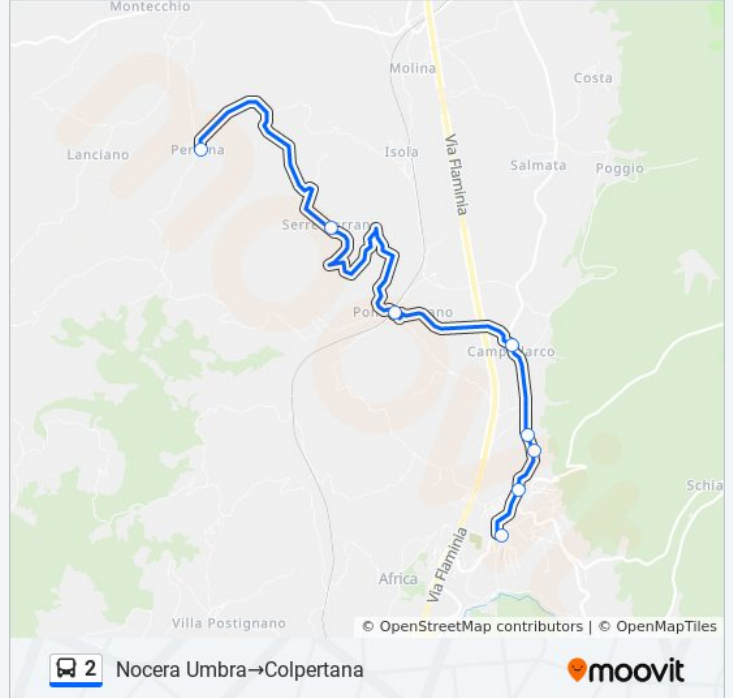 Montecchio
Molina
Costa
Via Flaminia
Lanciano
Isola
Salmata
Poggio
Schia
Africa
Via Flaminia
Villa Postignano
© OpenStreetMap contributors | © OpenMapTiles
2 Nocera Umbra→Colpertana
moovit